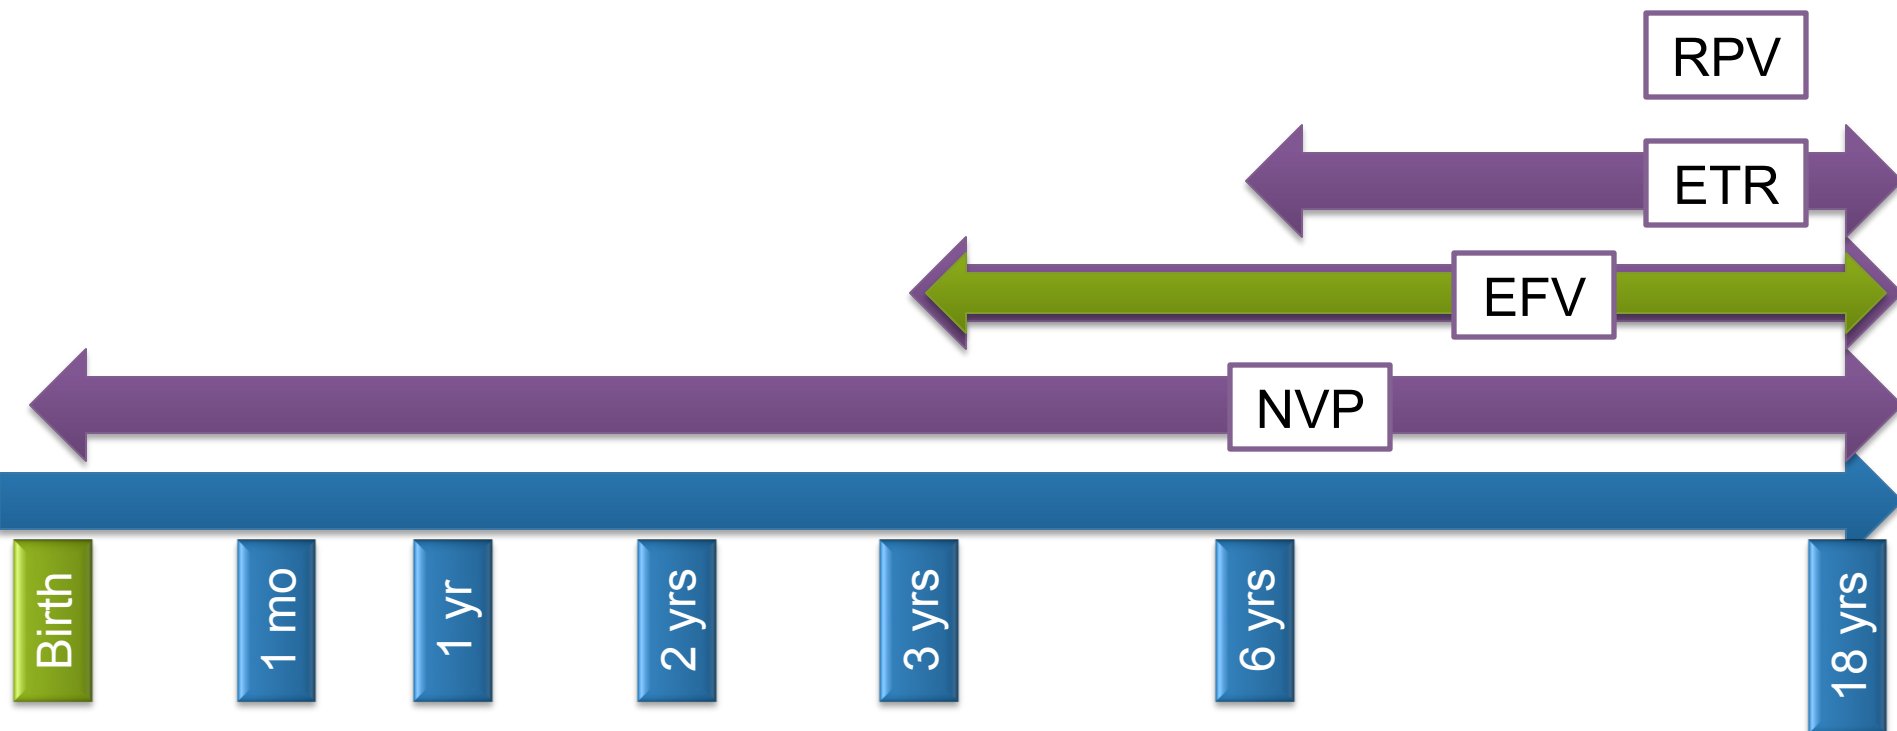 RPV
ETR
EFV
NVP
Birth
1 mo
1 yr
2 yrs
3 yrs
6 yrs
18 yrs